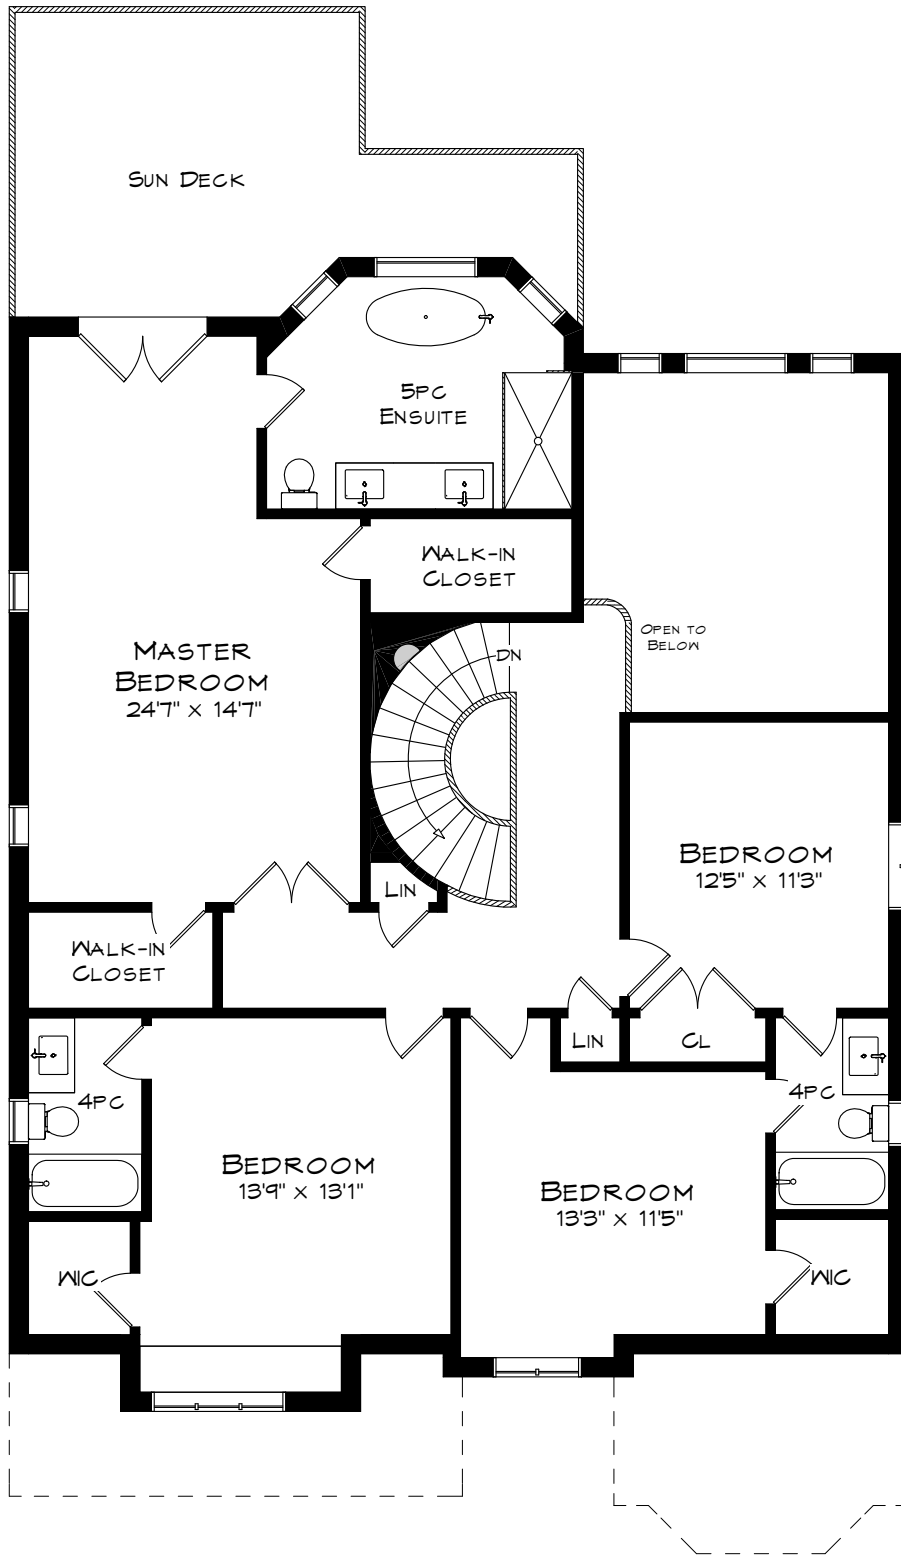 SUN DECK
5PC
ENSUITE
WALK-IN
CLOSET
OPEN TO
BELOW
MASTER
BEDROOM
24'7" x 14'7"
DN
BEDROOM
12'5" x 11'3"
LIN
WALK-IN
CLOSET
LIN
CL
4PC
4PC
BEDROOM
13'9" x 13'1"
BEDROOM
13'3" x 11'5"
WIC
WIC